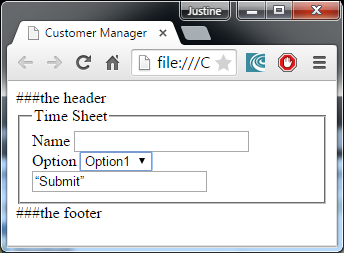 Justine
Customer Manager
file:///C
###the header
Time Sheet
Name
Option Option1
“Submit”
###the footer